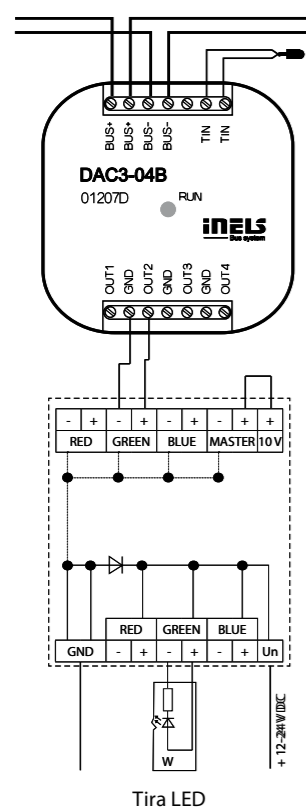 BUS+ BUS+ BUS- BUS- TIN TIN
DAC3-04B
01207D RUN
iNELS
Bus system
OUT1 GND OUT2 GND OUT3 GND OUT4
- + - + - + - + +
RED GREEN BLUE MASTER 10 V
RED GREEN BLUE
GND - + - + - + Un
W
+ 12-24 V DC
Tira LED